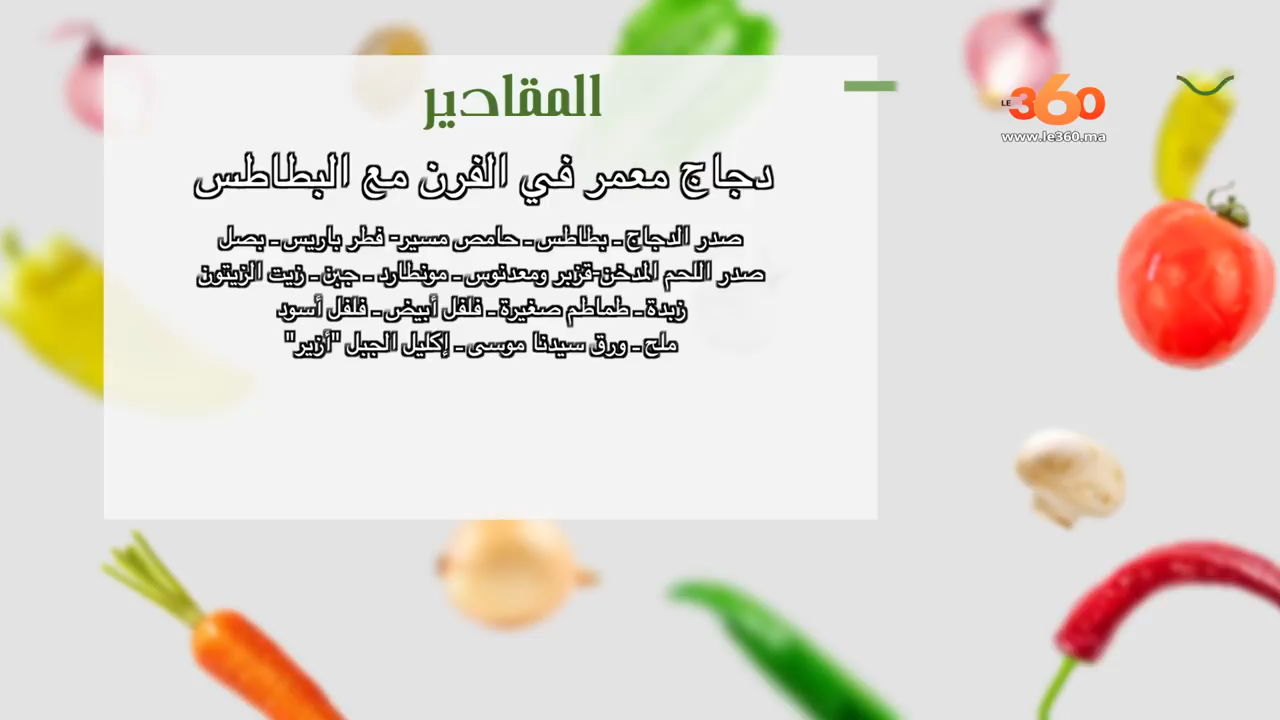 المقادير
دجاج معمر في الفرن مع البطاطس
صدر الدجاج - بطاطس - حامص مسير- فطر باريس - بصل
صدر اللحم المدخن-قزبر ومعدنوس - مونطارد - جبن - زيت الزيتون
زبدة - طماطم صغيرة - فلفل أبيض - فلفل أسود
ملح - ورق سيدنا موسى - إكليل الجبل "أزير"
LE 360
www.le360.ma